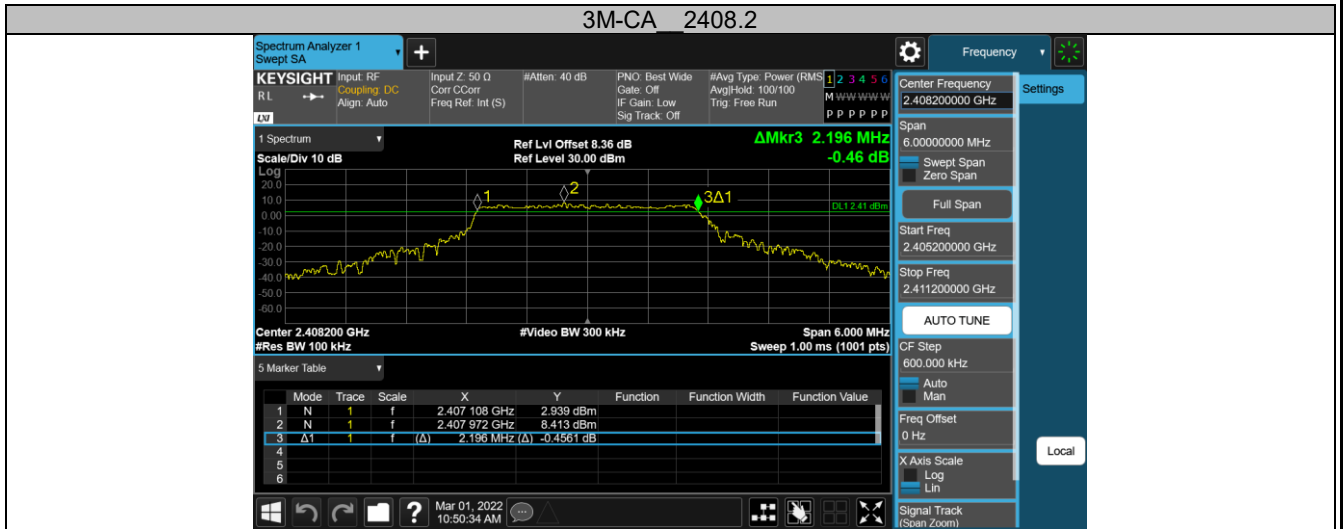 3M-CA__2408.2
Spectrum Analyzer 1
Swept SA
+
Frequency
KEYSIGHT
RL
LXI
Input: RF
Coupling: DC
Align: Auto
Input Z: 50 Ω
Corr CCorr
Freq Ref: Int (S)
#Atten: 40 dB
PNO: Best Wide
Gate: Off
IF Gain: Low
Sig Track: Off
#Avg Type: Power (RMS
Avg|Hold: 100/100
Trig: Free Run
1 2 3 4 5 6
M W W W W W
P P P P P P
Center Frequency
2.408200000 GHz
Settings
1 Spectrum
Scale/Div 10 dB
Ref Lvl Offset 8.36 dB
Ref Level 30.00 dBm
ΔMkr3 2.196 MHz
-0.46 dB
Log
20.0
10.0
0.00
-10.0
-20.0
-30.0
-40.0
-50.0
-60.0
1
2
3Δ1
DL1 2.41 dBm
Center 2.408200 GHz
#Video BW 300 kHz
Span 6.000 MHz
#Res BW 100 kHz
Sweep 1.00 ms (1001 pts)
Span
6.00000000 MHz
Swept Span
Zero Span
Full Span
Start Freq
2.405200000 GHz
Stop Freq
2.411200000 GHz
AUTO TUNE
CF Step
600.000 kHz
Auto
Man
Freq Offset
0 Hz
X Axis Scale
Log
Lin
Signal Track
(Span Zoom)
Local
5 Marker Table
Mode Trace Scale X Y Function Function Width Function Value
1 N 1 f 2.407 108 GHz 2.939 dBm
2 N 1 f 2.407 972 GHz 8.413 dBm
3 Δ1 1 f (Δ) 2.196 MHz (Δ) -0.4561 dB
4
5
6
?
Mar 01, 2022
10:50:34 AM